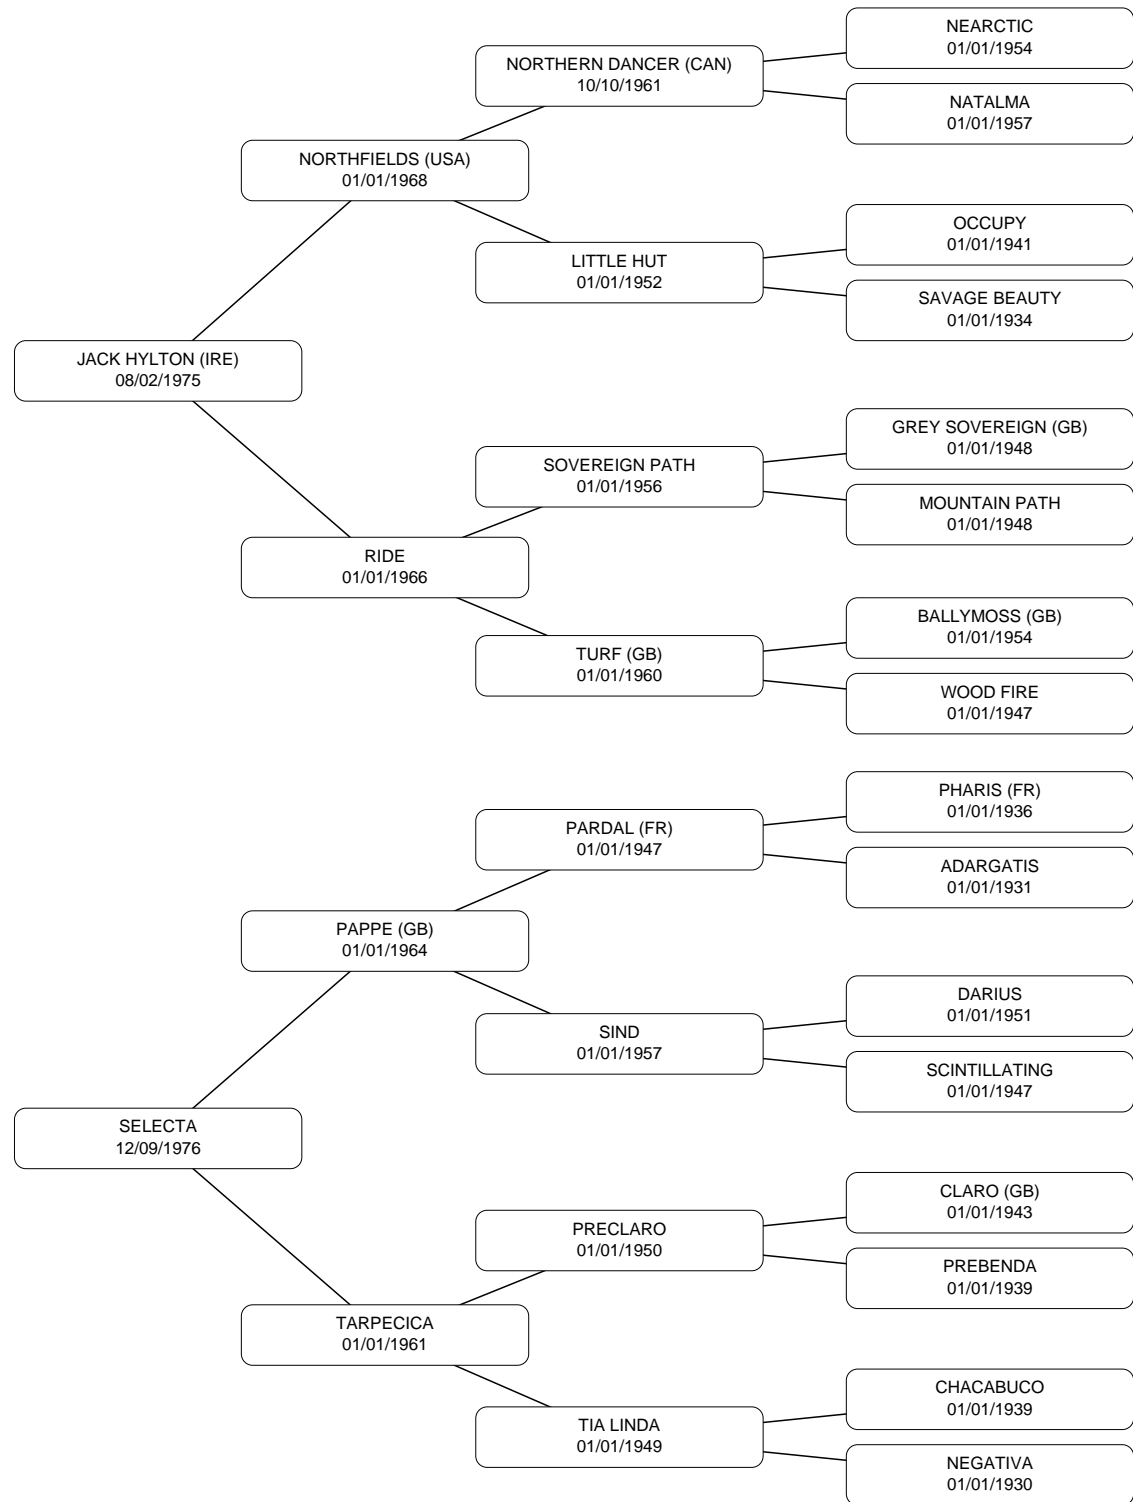 NEARCTIC
01/01/1954
NORTHERN DANCER (CAN)
10/10/1961
NATALMA
01/01/1957
NORTHFIELDS (USA)
01/01/1968
OCCUPY
01/01/1941
LITTLE HUT
01/01/1952
SAVAGE BEAUTY
01/01/1934
JACK HYLTON (IRE)
08/02/1975
GREY SOVEREIGN (GB)
01/01/1948
SOVEREIGN PATH
01/01/1956
MOUNTAIN PATH
01/01/1948
RIDE
01/01/1966
BALLYMOSS (GB)
01/01/1954
TURF (GB)
01/01/1960
WOOD FIRE
01/01/1947
PHARIS (FR)
01/01/1936
PARDAL (FR)
01/01/1947
ADARGATIS
01/01/1931
PAPPE (GB)
01/01/1964
DARIUS
01/01/1951
SIND
01/01/1957
SCINTILLATING
01/01/1947
SELECTA
12/09/1976
CLARO (GB)
01/01/1943
PRECLARO
01/01/1950
PREBENDA
01/01/1939
TARPECICA
01/01/1961
CHACABUCO
01/01/1939
TIA LINDA
01/01/1949
NEGATIVA
01/01/1930